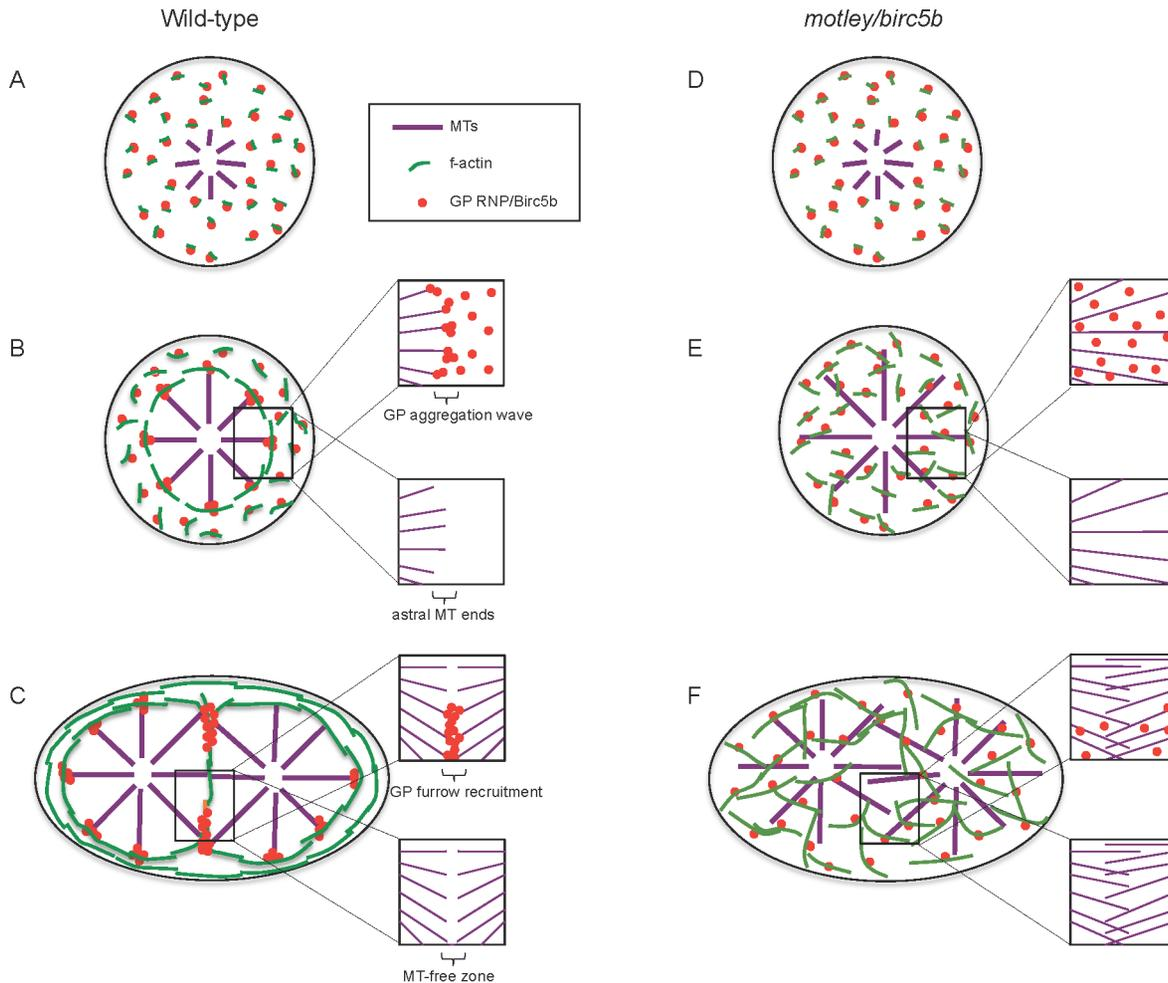 Wild-type
motley/birc5b
A
D
MTs
f-actin
GP RNP/Birc5b
B
E
GP aggregation wave
astral MT ends
C
F
GP furrow recruitment
MT-free zone